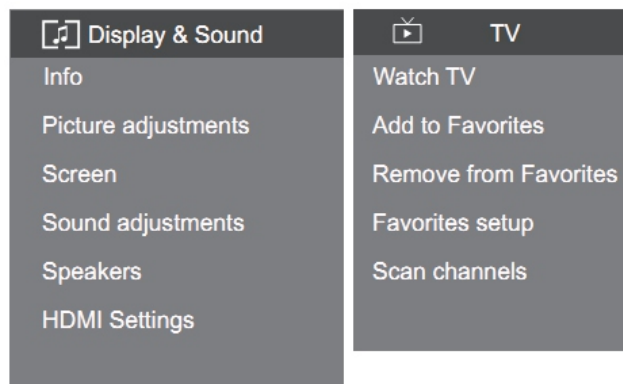 Display & Sound
Info
Picture adjustments
Screen
Sound adjustments
Speakers
HDMI Settings
TV
Watch TV
Add to Favorites
Remove from Favorites
Favorites setup
Scan channels